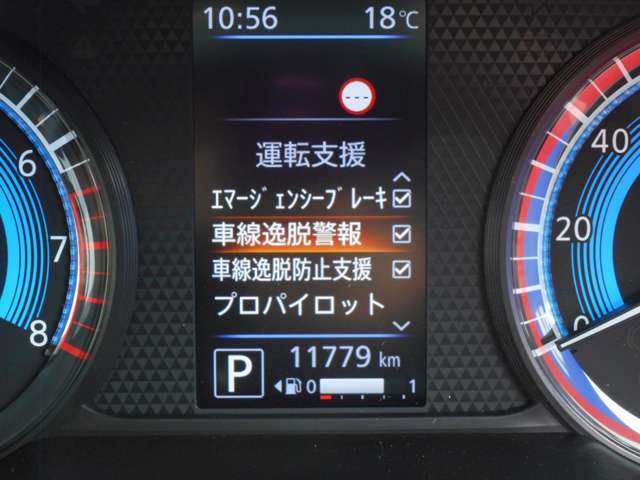 10:56 18℃
---
運転支援
エマージェンシーブレーキ
車線逸脱警報
車線逸脱防止支援
プロパイロット
P 11779 km
0 1
6
7
8
40
20
0